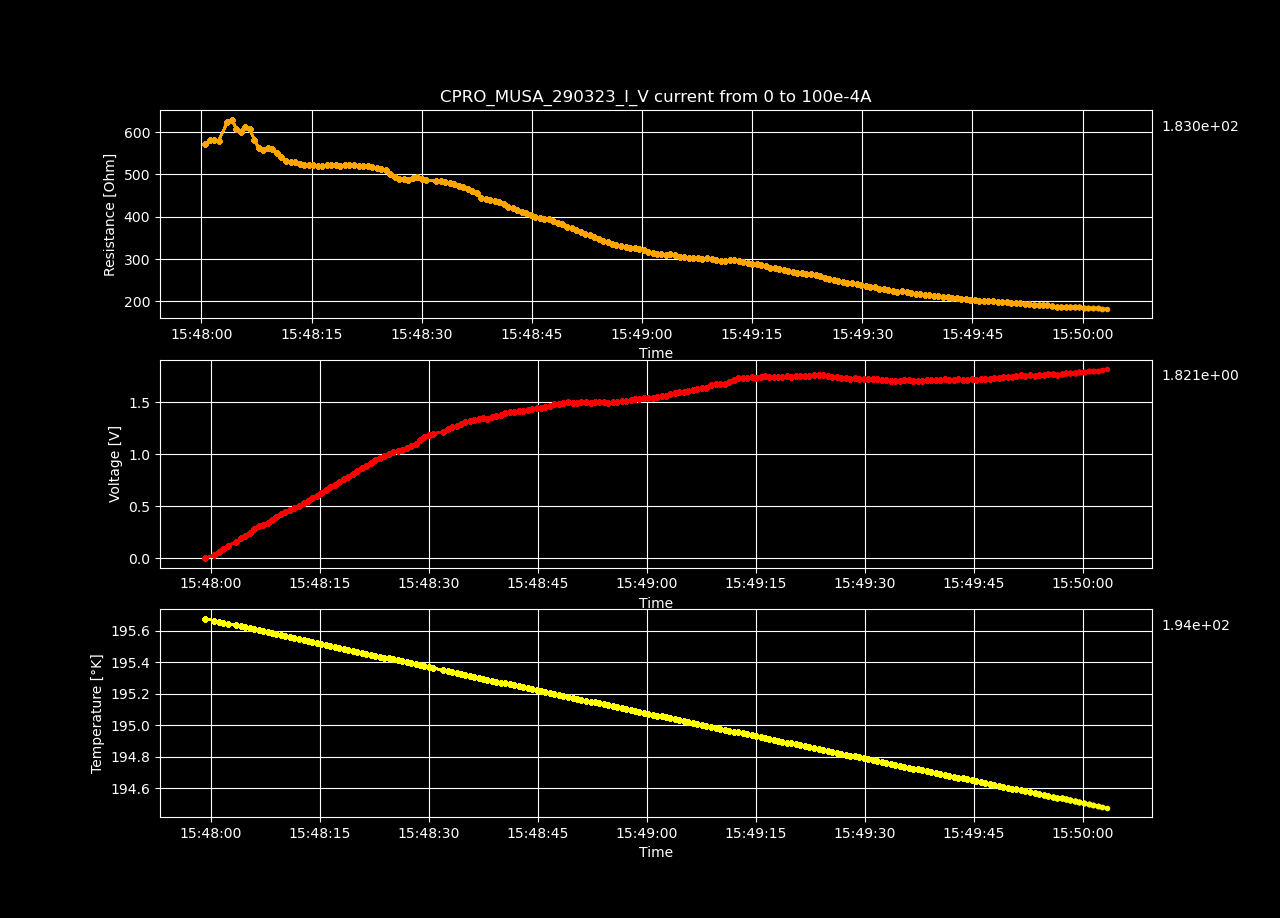 CPRO_MUSA_290323_I_V current from 0 to 100e-4A
1.830e+02
Resistance [Ohm]
600
500
400
300
200
15:48:00 15:48:15 15:48:30 15:48:45 15:49:00 15:49:15 15:49:30 15:49:45 15:50:00
Time
1.821e+00
Voltage [V]
1.5
1.0
0.5
0.0
15:48:00 15:48:15 15:48:30 15:48:45 15:49:00 15:49:15 15:49:30 15:49:45 15:50:00
Time
1.94e+02
Temperature [°K]
195.6
195.4
195.2
195.0
194.8
194.6
15:48:00 15:48:15 15:48:30 15:48:45 15:49:00 15:49:15 15:49:30 15:49:45 15:50:00
Time